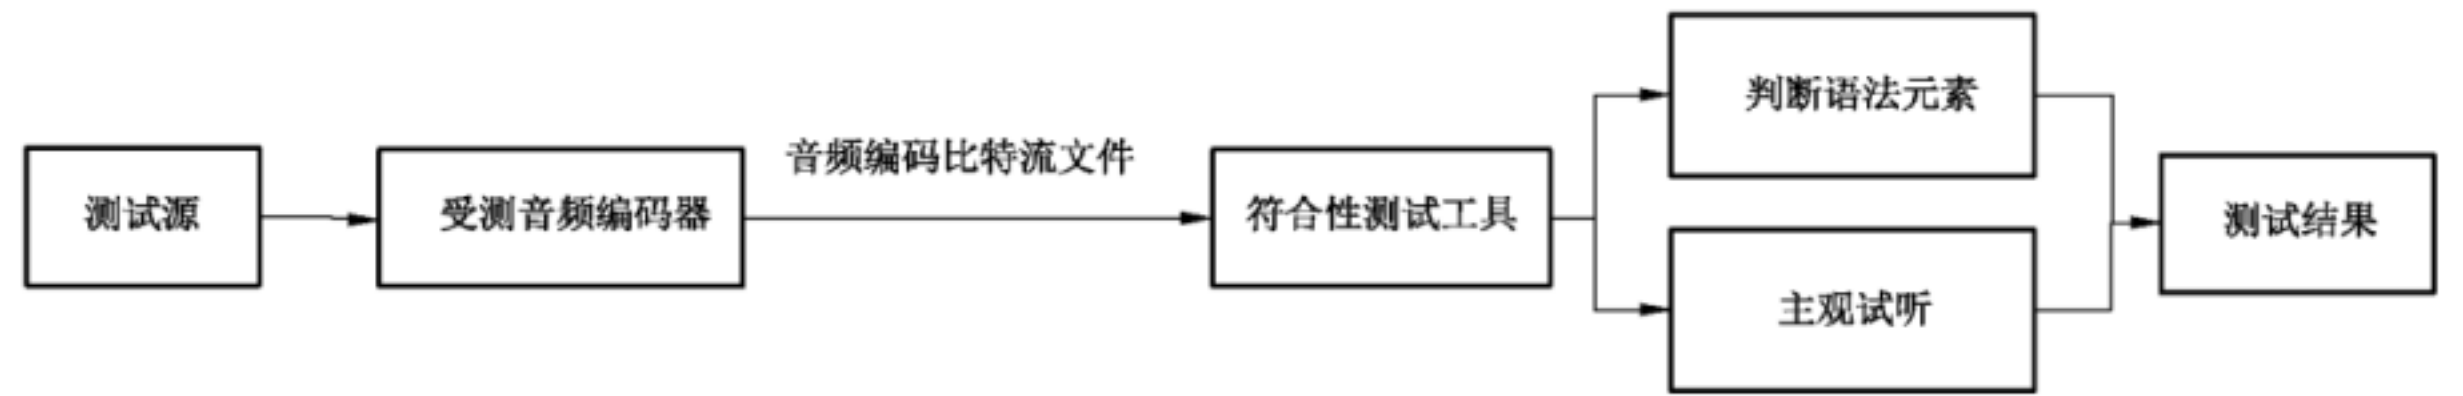 测试源
受测音频编码器
音频编码比特流文件
符合性测试工具
判断语法元素
主观试听
测试结果